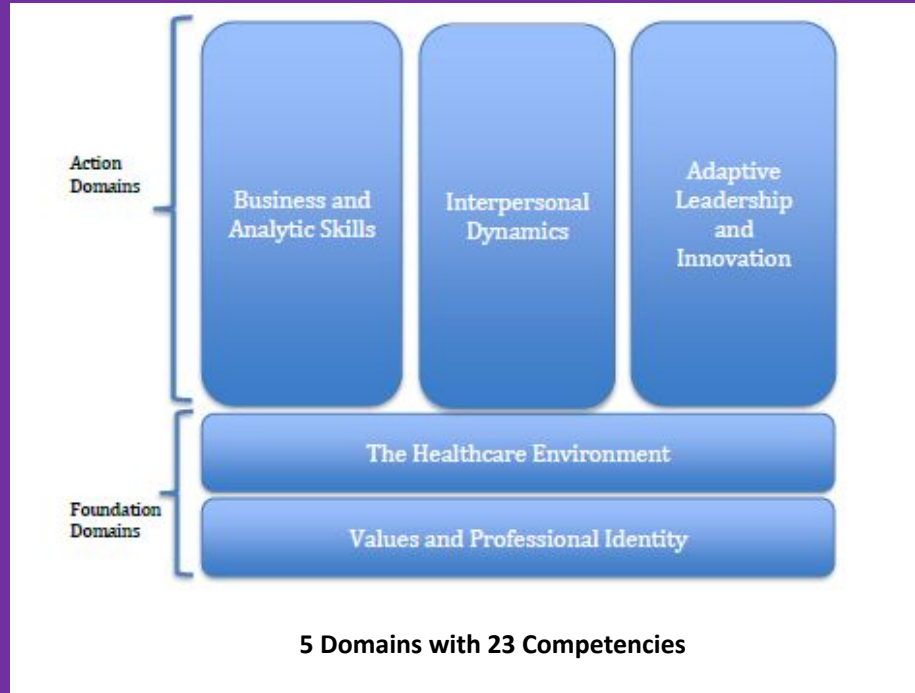 Action
Domains
Business and
Analytic Skills
Interpersonal
Dynamics
Adaptive
Leadership
and
Innovation
Foundation
Domains
The Healthcare Environment
Values and Professional Identity
5 Domains with 23 Competencies